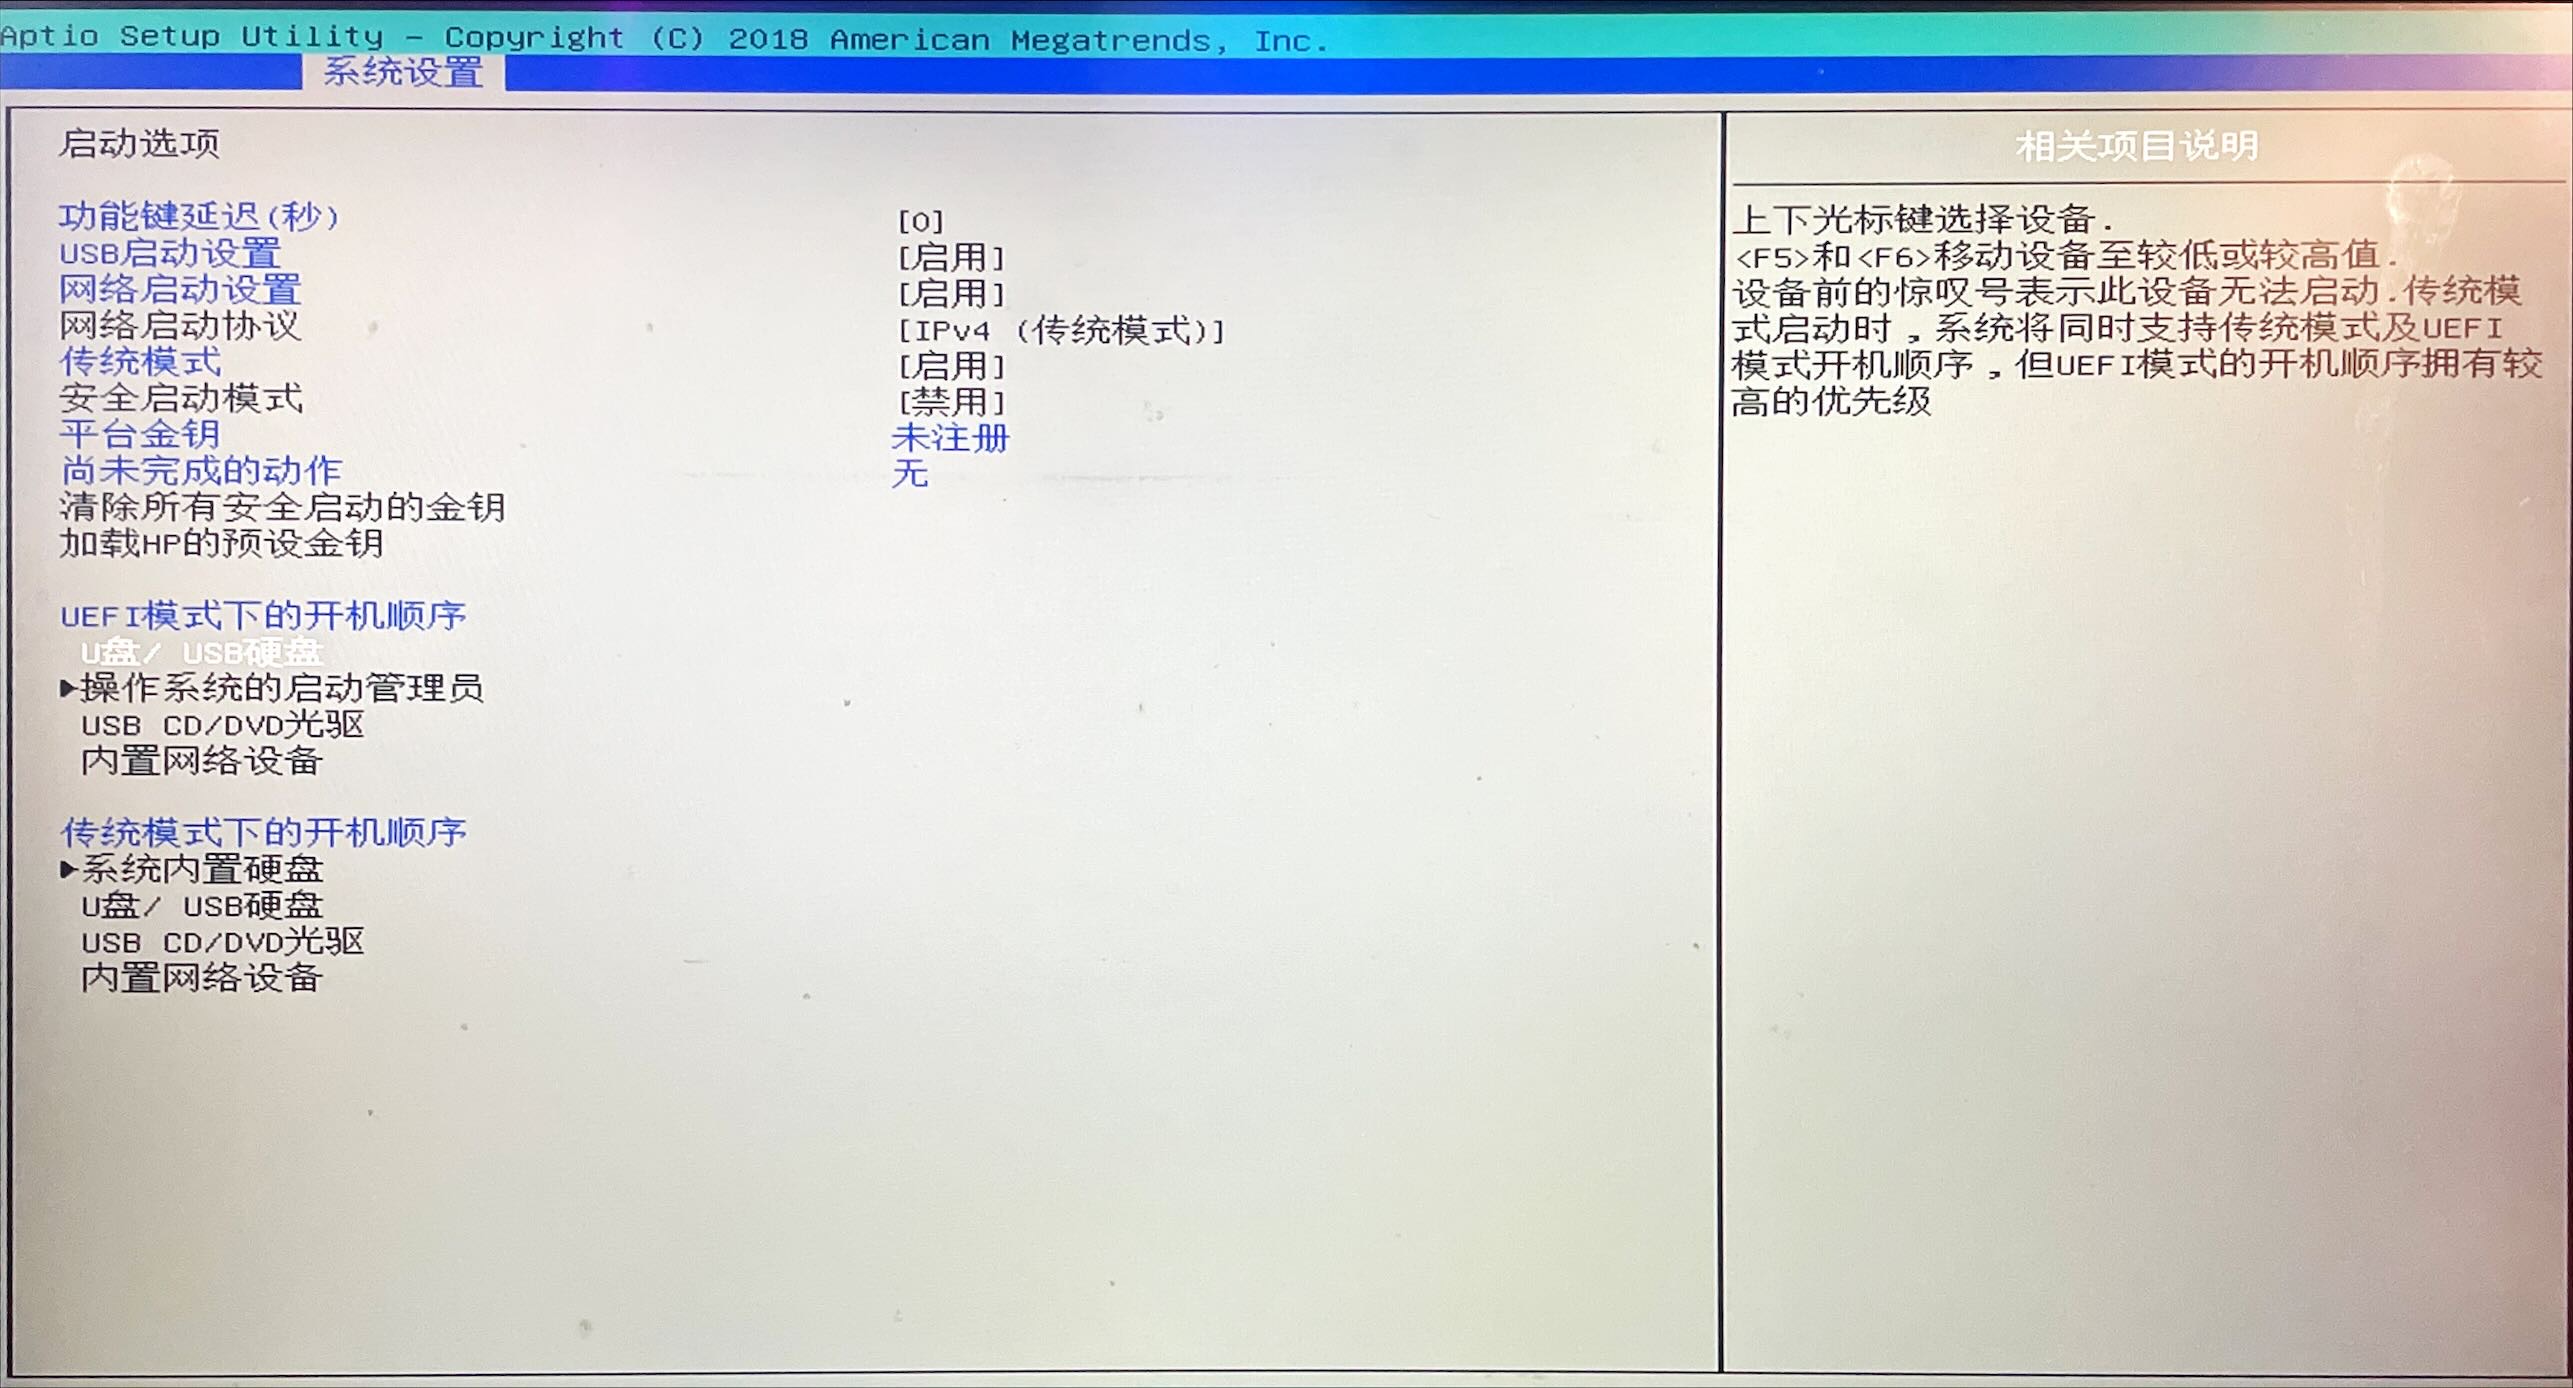 Aptio Setup Utility – Copyright (C) 2018 American Megatrends, Inc.
系统设置
启动选项
功能键延迟(秒) [0]
USB启动设置 [启用]
网络启动设置 [启用]
网络启动协议 [IPv4 (传统模式)]
传统模式 [启用]
安全启动模式 [禁用]
平台金钥 未注册
尚未完成的动作 无
清除所有安全启动的金钥
加载HP的预设金钥
UEFI模式下的开机顺序
U盘/ USB硬盘
▶操作系统的启动管理员
USB CD/DVD光驱
内置网络设备
传统模式下的开机顺序
▶系统内置硬盘
U盘/ USB硬盘
USB CD/DVD光驱
内置网络设备
相关项目说明
上下光标键选择设备.
<F5>和<F6>移动设备至较低或较高值.
设备前的惊叹号表示此设备无法启动.传统模
式启动时，系统将同时支持传统模式及UEFI
模式开机顺序，但UEFI模式的开机顺序拥有较
高的优先级